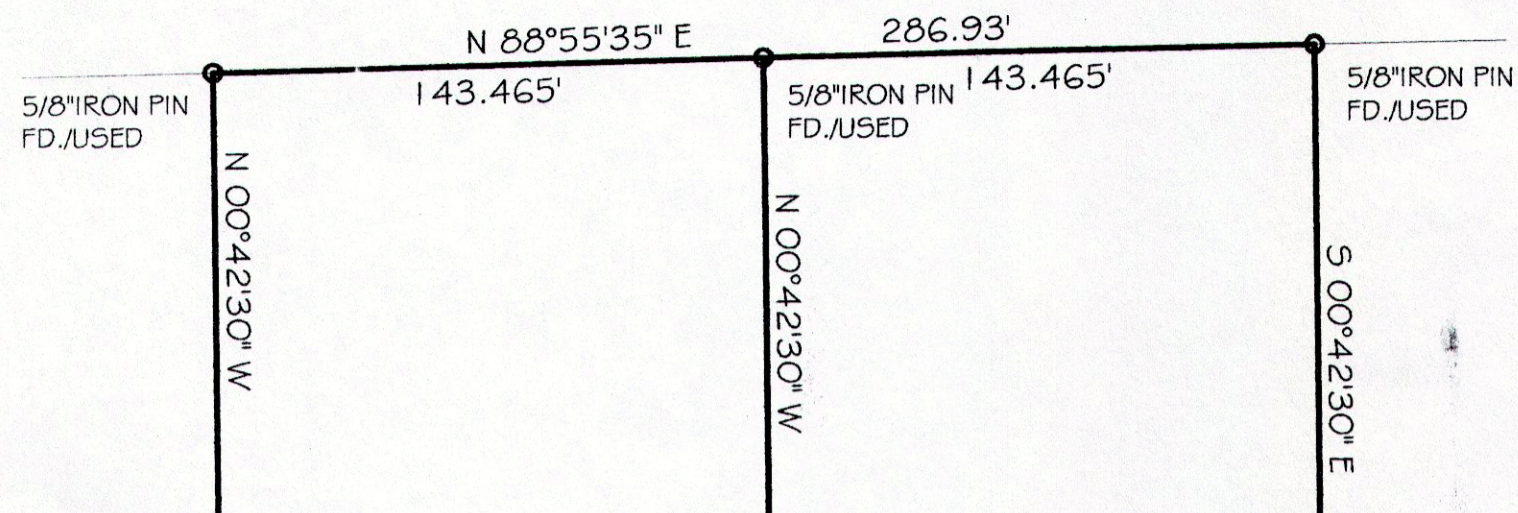 N 88°55'35" E
286.93'
143.465'
143.465'
5/8"IRON PIN
FD./USED
5/8"IRON PIN
FD./USED
5/8"IRON PIN
FD./USED
N 00°42'30" W
N 00°42'30" W
S 00°42'30" E